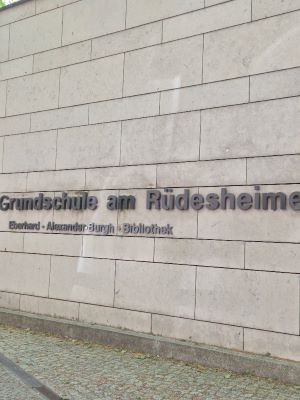 Grundschule am Rüdesheime
Eberhard - Alexander-Burgh - Bibliothek